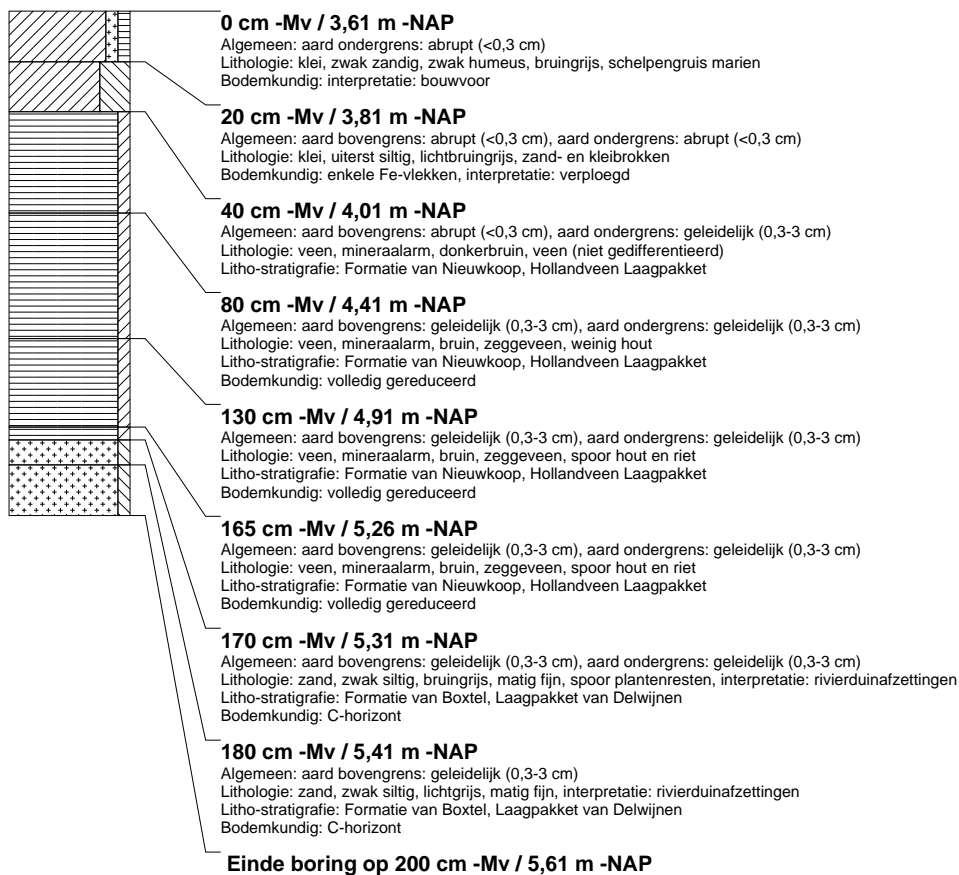 0 cm -Mv / 3,61 m -NAP
Algemeen: aard ondergrens: abrupt (<0,3 cm)
Lithologie: klei, zwak zandig, zwak humeus, bruingrijs, schelpengruis marien
Bodemkundig: interpretatie: bouwvoor
20 cm -Mv / 3,81 m -NAP
Algemeen: aard bovengrens: abrupt (<0,3 cm), aard ondergrens: abrupt (<0,3 cm)
Lithologie: klei, uiterst siltig, lichtbruingrijs, zand- en kleibrokken
Bodemkundig: enkele Fe-vlekken, interpretatie: verploegd
40 cm -Mv / 4,01 m -NAP
Algemeen: aard bovengrens: abrupt (<0,3 cm), aard ondergrens: geleidelijk (0,3-3 cm)
Lithologie: veen, mineraalarm, donkerbruin, veen (niet gedifferentieerd)
Litho-stratigrafie: Formatie van Nieuwkoop, Hollandveen Laagpakket
80 cm -Mv / 4,41 m -NAP
Algemeen: aard bovengrens: geleidelijk (0,3-3 cm), aard ondergrens: geleidelijk (0,3-3 cm)
Lithologie: veen, mineraalarm, bruin, zeggeveen, weinig hout
Litho-stratigrafie: Formatie van Nieuwkoop, Hollandveen Laagpakket
Bodemkundig: volledig gereduceerd
130 cm -Mv / 4,91 m -NAP
Algemeen: aard bovengrens: geleidelijk (0,3-3 cm), aard ondergrens: geleidelijk (0,3-3 cm)
Lithologie: veen, mineraalarm, bruin, zeggeveen, spoor hout en riet
Litho-stratigrafie: Formatie van Nieuwkoop, Hollandveen Laagpakket
Bodemkundig: volledig gereduceerd
165 cm -Mv / 5,26 m -NAP
Algemeen: aard bovengrens: geleidelijk (0,3-3 cm), aard ondergrens: geleidelijk (0,3-3 cm)
Lithologie: veen, mineraalarm, bruin, zeggeveen, spoor hout en riet
Litho-stratigrafie: Formatie van Nieuwkoop, Hollandveen Laagpakket
Bodemkundig: volledig gereduceerd
170 cm -Mv / 5,31 m -NAP
Algemeen: aard bovengrens: geleidelijk (0,3-3 cm), aard ondergrens: geleidelijk (0,3-3 cm)
Lithologie: zand, zwak siltig, bruingrijs, matig fijn, spoor plantenresten, interpretatie: rivierduinafzettingen
Litho-stratigrafie: Formatie van Boxtel, Laagpakket van Delwijnen
Bodemkundig: C-horizont
180 cm -Mv / 5,41 m -NAP
Algemeen: aard bovengrens: geleidelijk (0,3-3 cm)
Lithologie: zand, zwak siltig, lichtgrijs, matig fijn, interpretatie: rivierduinafzettingen
Litho-stratigrafie: Formatie van Boxtel, Laagpakket van Delwijnen
Bodemkundig: C-horizont
Einde boring op 200 cm -Mv / 5,61 m -NAP